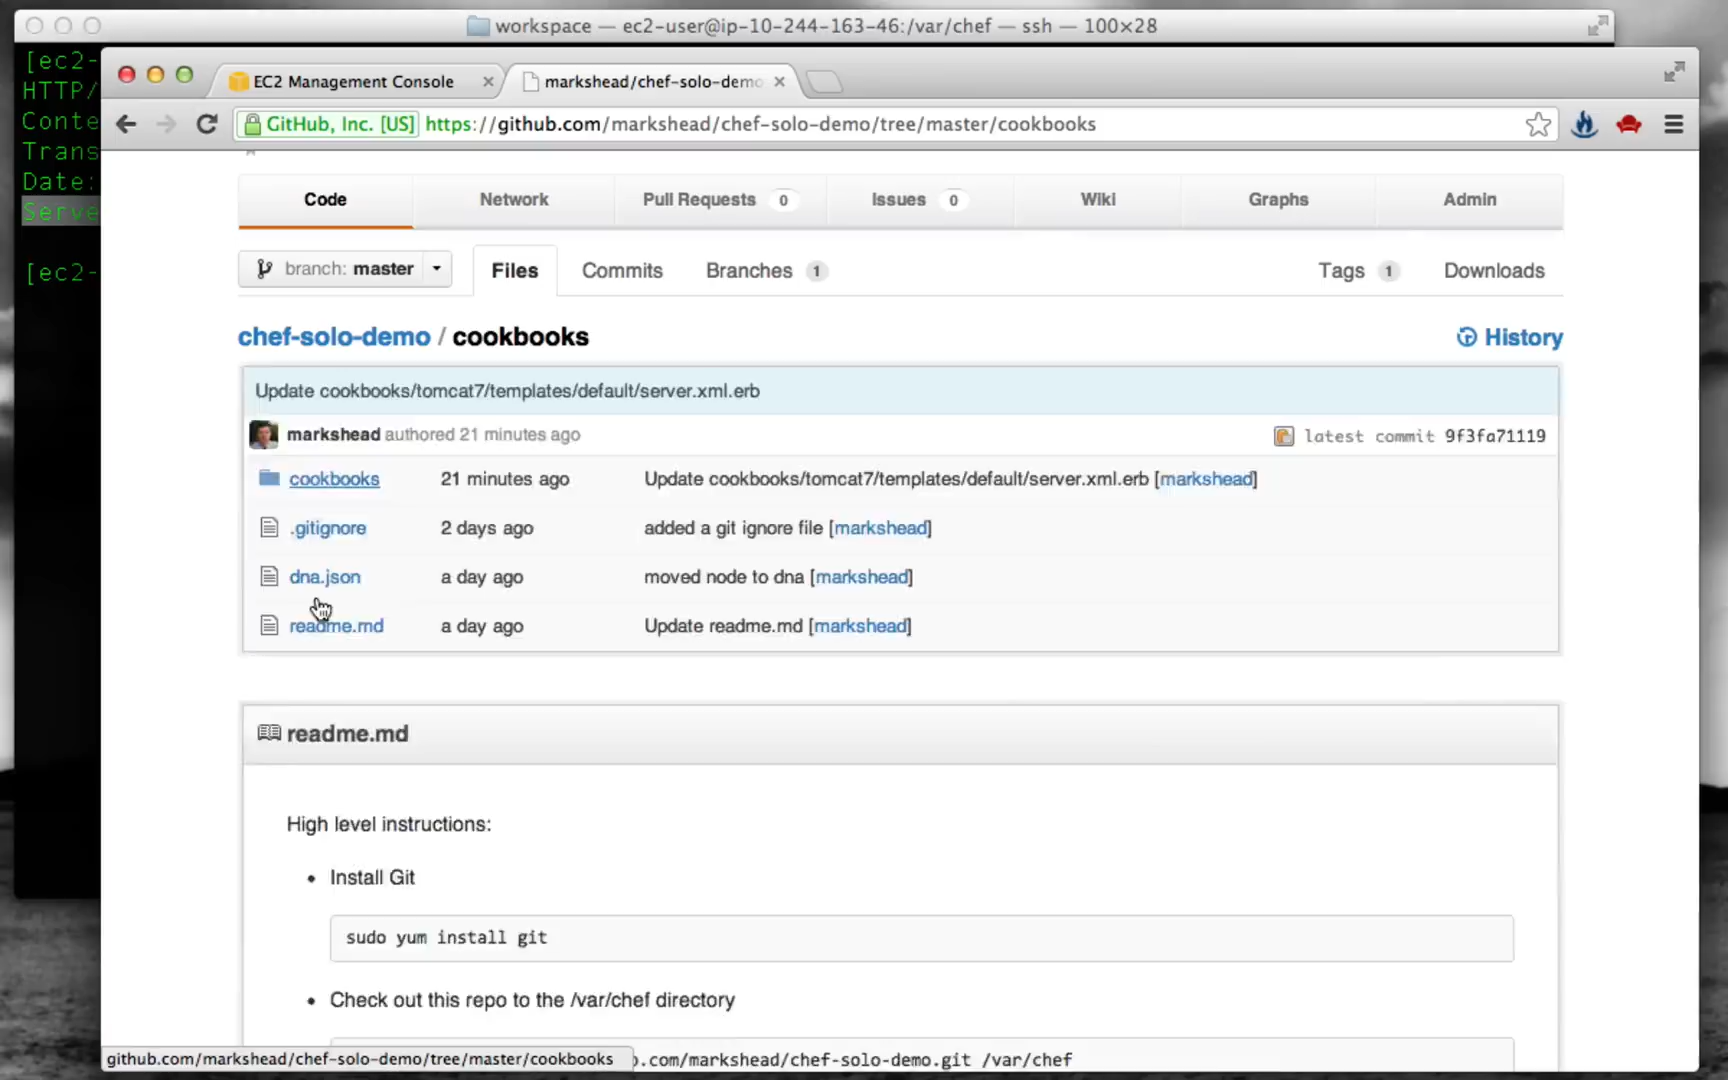 workspace — ec2-user@ip-10-244-163-46:/var/chef — ssh — 100×28
[ec2-
HTTP/
Conte
Trans
Date:
Serve
[ec2-
EC2 Management Console
markshead/chef-solo-demo
GitHub, Inc. [US] https://github.com/markshead/chef-solo-demo/tree/master/cookbooks
Code Network Pull Requests 0 Issues 0 Wiki Graphs Admin
branch: master Files Commits Branches 1 Tags 1 Downloads
chef-solo-demo / cookbooks History
Update cookbooks/tomcat7/templates/default/server.xml.erb
markshead authored 21 minutes ago latest commit 9f3fa71119
cookbooks 21 minutes ago Update cookbooks/tomcat7/templates/default/server.xml.erb [markshead]
.gitignore 2 days ago added a git ignore file [markshead]
dna.json a day ago moved node to dna [markshead]
readme.md a day ago Update readme.md [markshead]
readme.md
High level instructions:
• Install Git
sudo yum install git
• Check out this repo to the /var/chef directory
github.com/markshead/chef-solo-demo/tree/master/cookbooks
.com/markshead/chef-solo-demo.git /var/chef